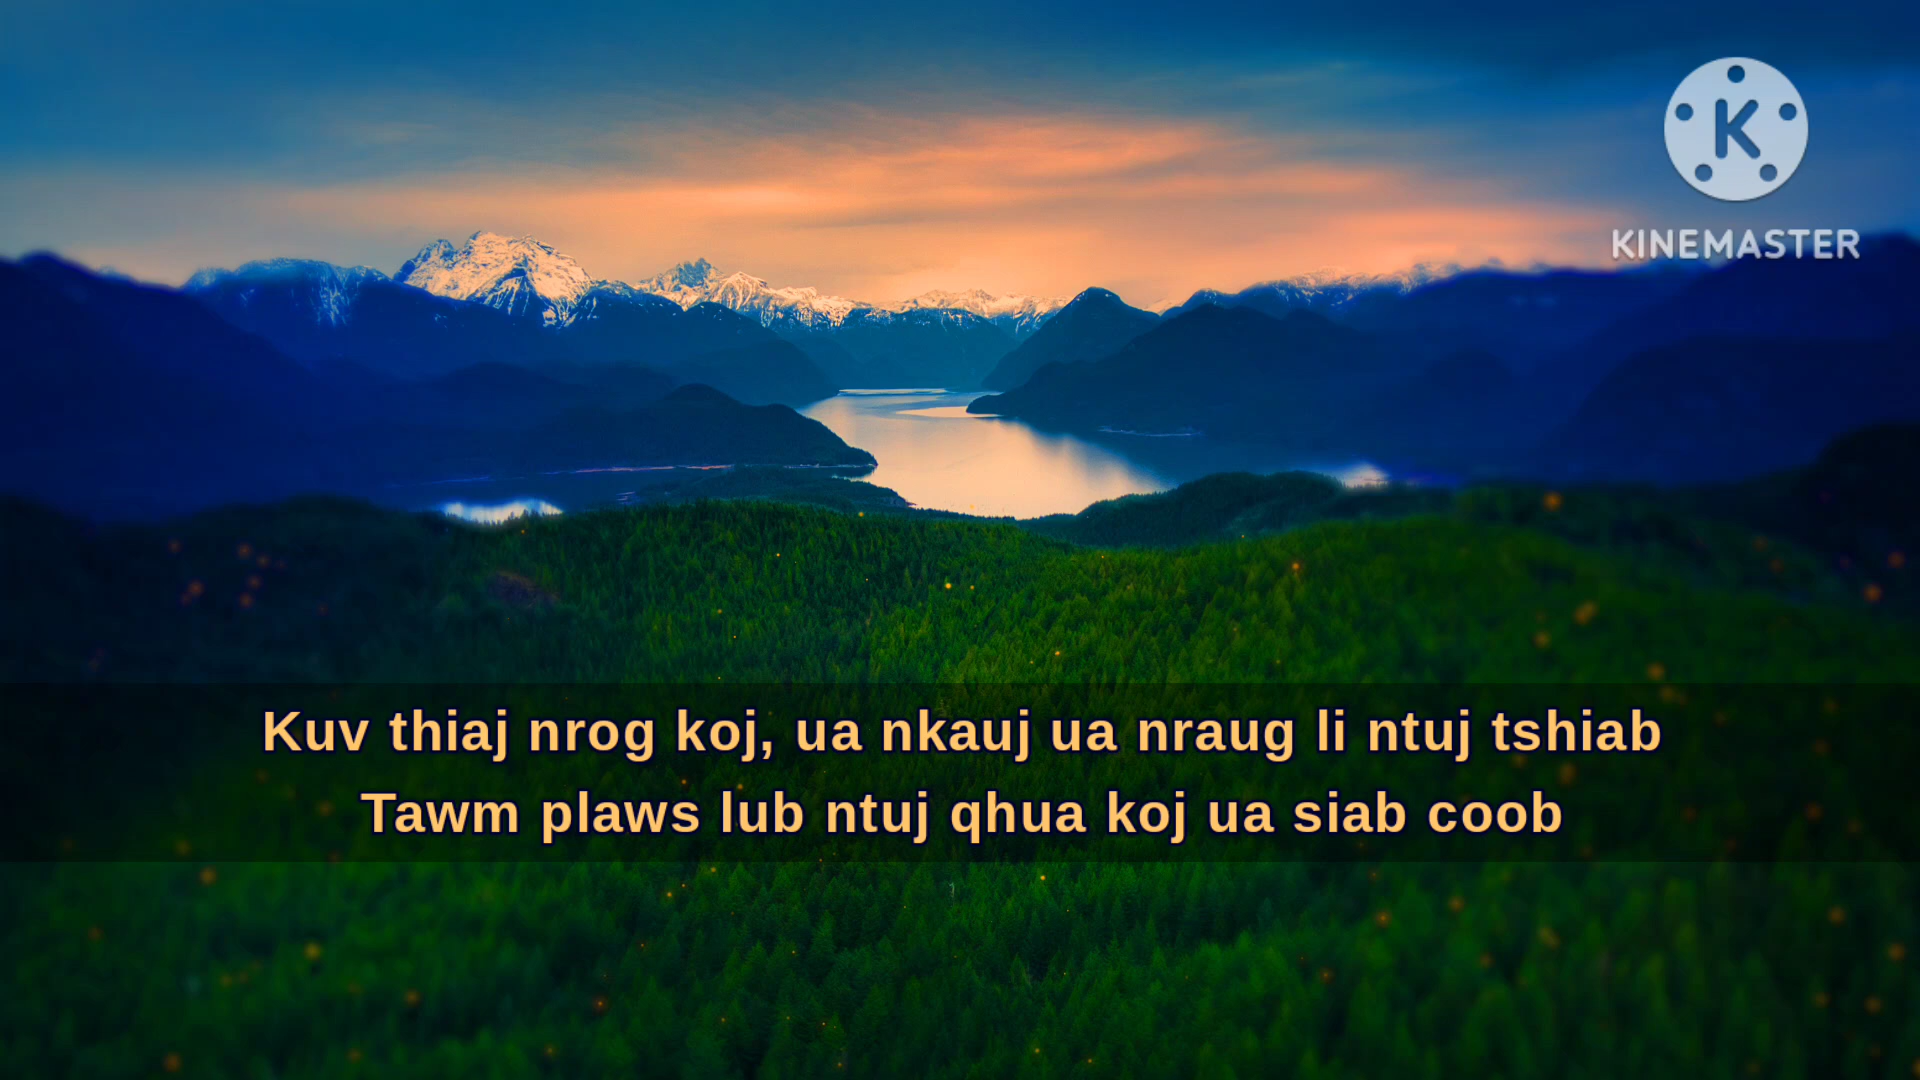 K
KINEMASTER
Kuv thiaj nrog koj, ua nkauj ua nraug li ntuj tshiab
Tawm plaws lub ntuj qhua koj ua siab coob